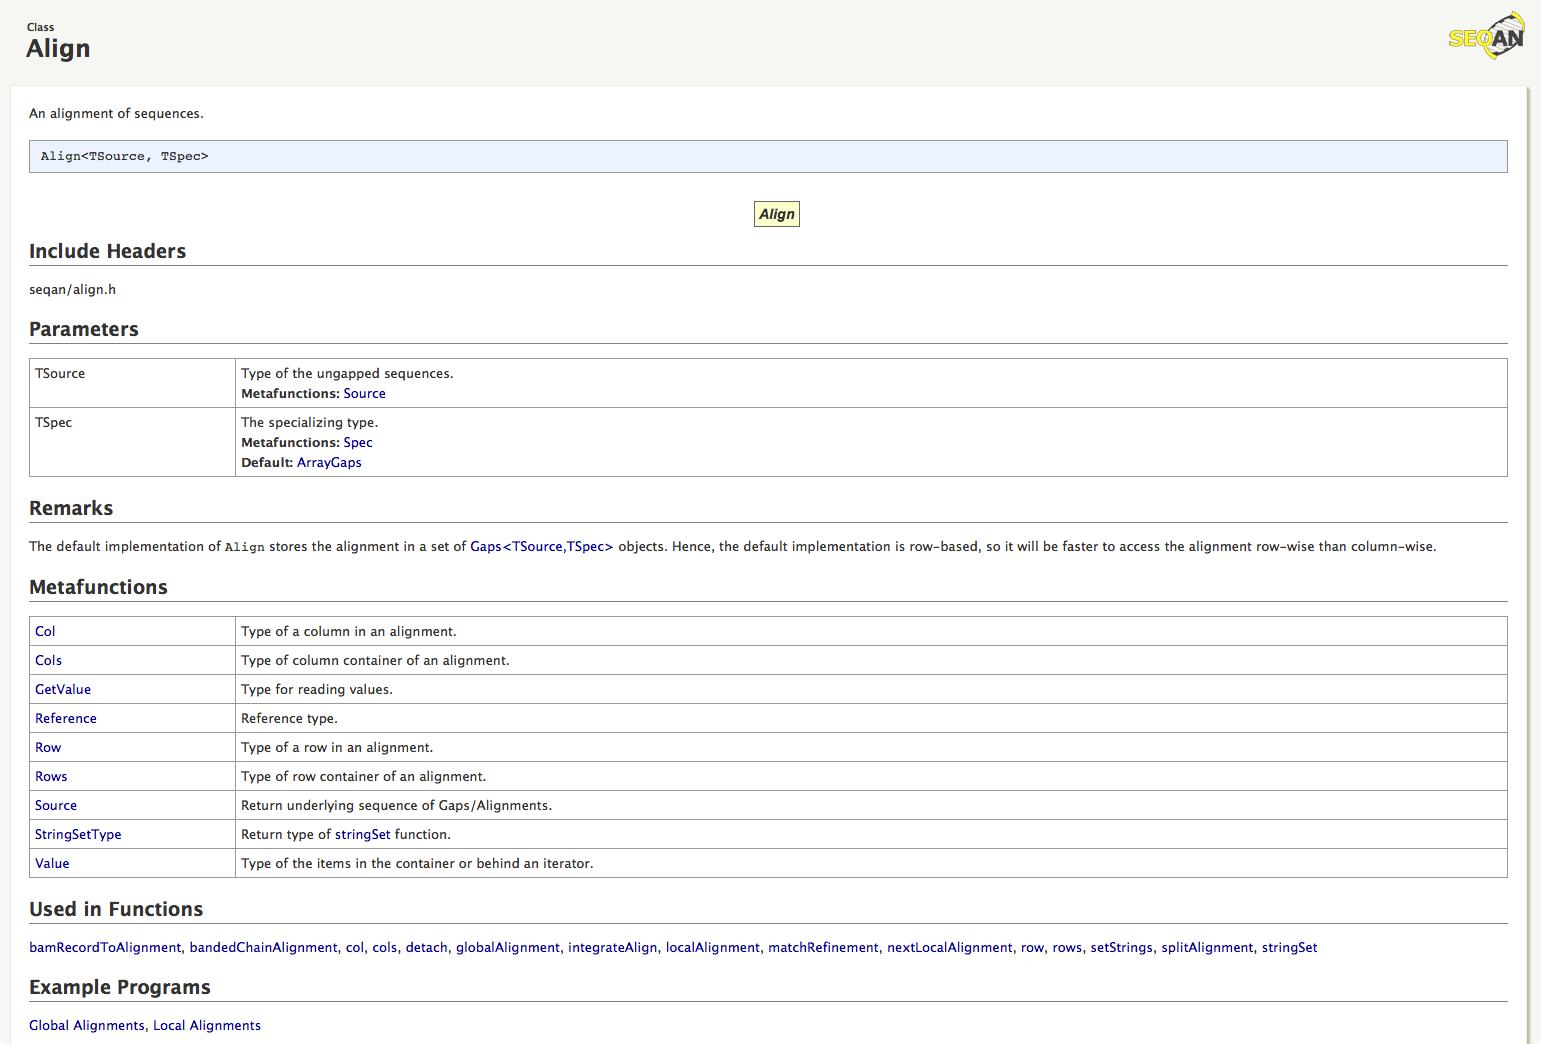 Class
Align
SEQAN
An alignment of sequences.
Align<TSource, TSpec>
Align
Include Headers
seqan/align.h
Parameters
TSource
Type of the ungapped sequences.
Metafunctions: Source
TSpec
The specializing type.
Metafunctions: Spec
Default: ArrayGaps
Remarks
The default implementation of Align stores the alignment in a set of Gaps<TSource,TSpec> objects. Hence, the default implementation is row-based, so it will be faster to access the alignment row-wise than column-wise.
Metafunctions
Col Type of a column in an alignment.
Cols Type of column container of an alignment.
GetValue Type for reading values.
Reference Reference type.
Row Type of a row in an alignment.
Rows Type of row container of an alignment.
Source Return underlying sequence of Gaps/Alignments.
StringSetType Return type of stringSet function.
Value Type of the items in the container or behind an iterator.
Used in Functions
bamRecordToAlignment, bandedChainAlignment, col, cols, detach, globalAlignment, integrateAlign, localAlignment, matchRefinement, nextLocalAlignment, row, rows, setStrings, splitAlignment, stringSet
Example Programs
Global Alignments, Local Alignments